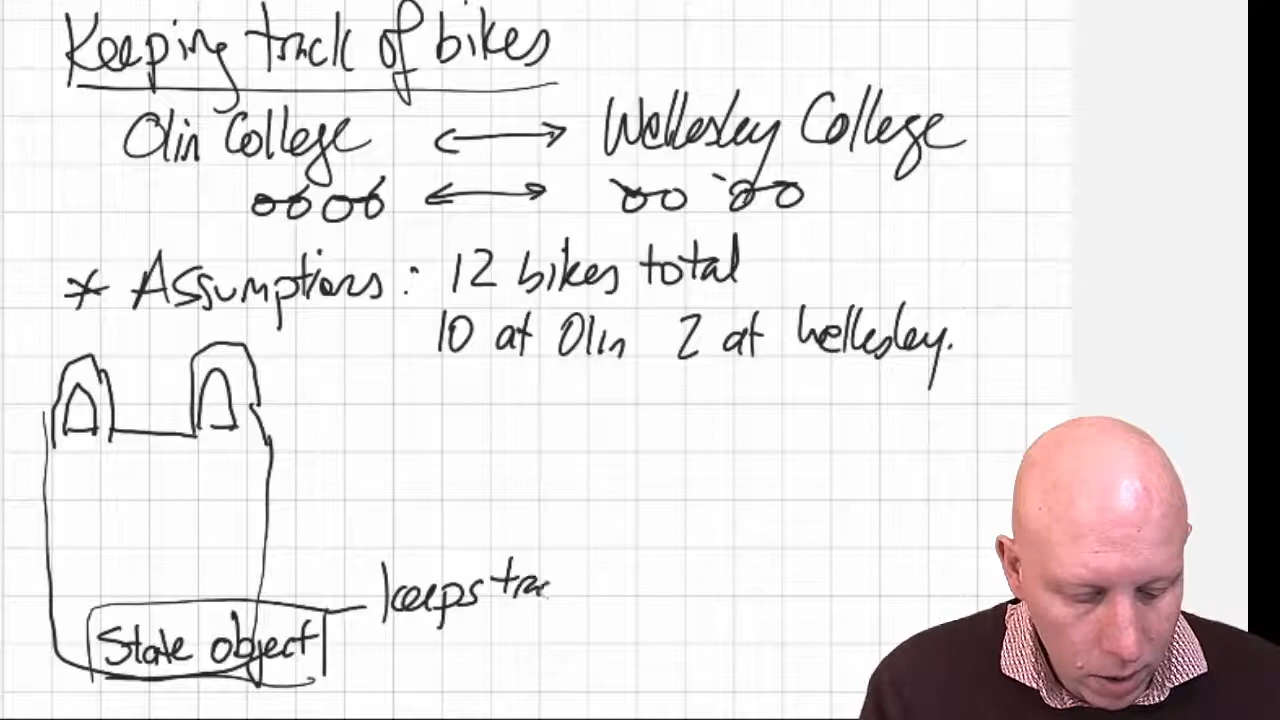 Keeping track of bikes
Olin College ⟷ Wellesley College
* Assumptions: 12 bikes total
10 at Olin 2 at Wellesley.
keeps tra
State object